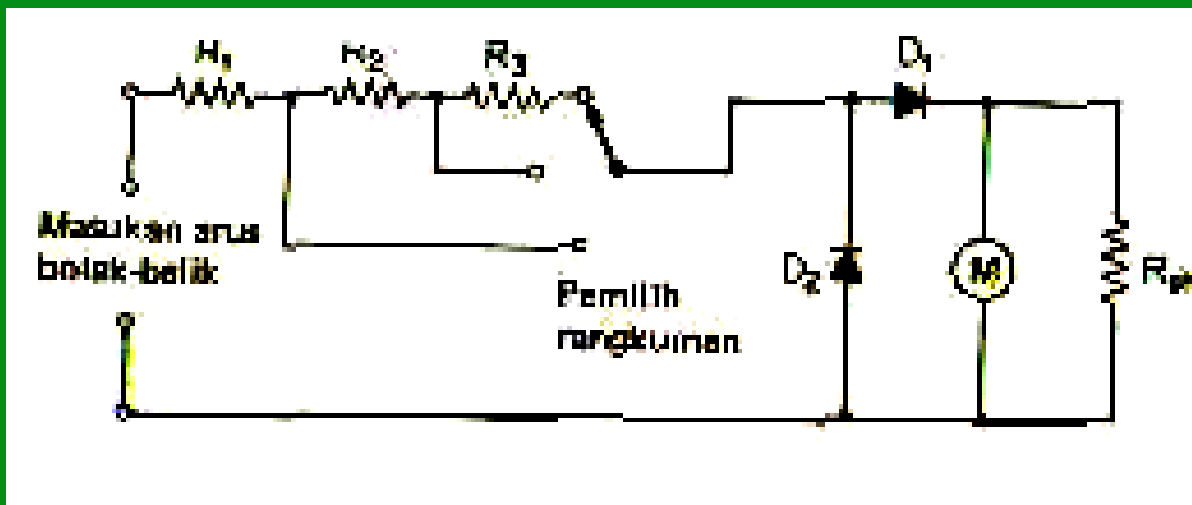 R₁
R₂
R₃
D₁
Masukan arus
bolak-balik
D₂
M
Rsh
Pemilih
rangkuman